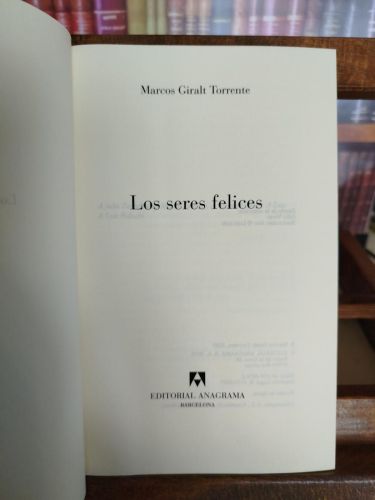 Marcos Giralt Torrente
Los seres felices
EDITORIAL ANAGRAMA
BARCELONA